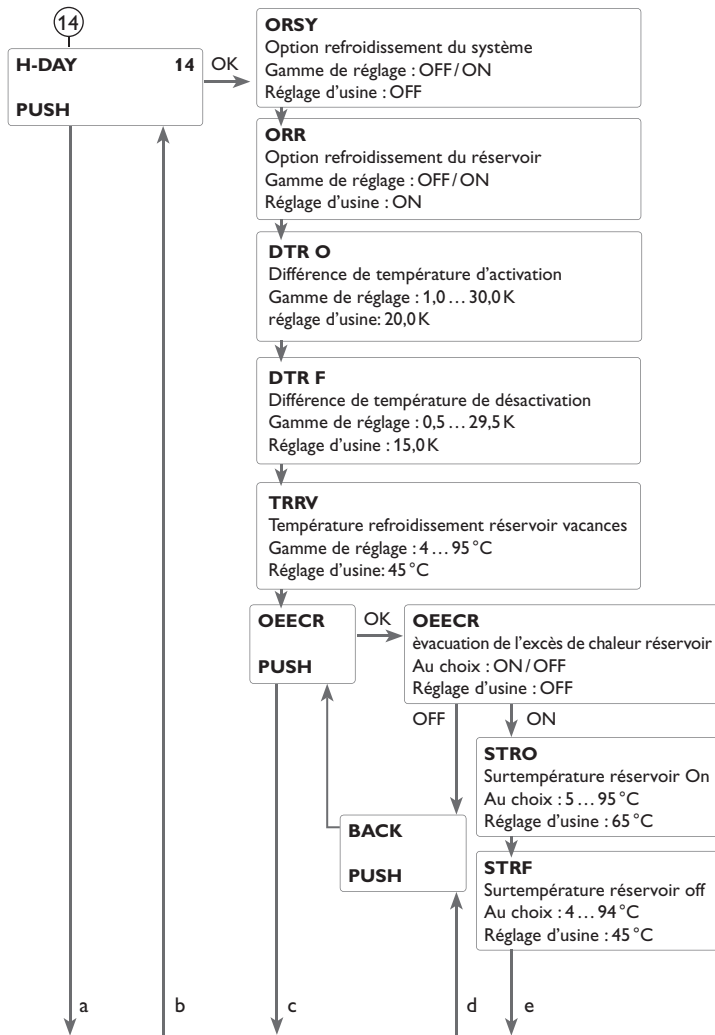 14
H-DAY 14
PUSH
OK
ORSY
Option refroidissement du système
Gamme de réglage : OFF/ON
Réglage d'usine : OFF
ORR
Option refroidissement du réservoir
Gamme de réglage : OFF/ON
Réglage d'usine : ON
DTR O
Différence de température d'activation
Gamme de réglage : 1,0 … 30,0 K
réglage d'usine: 20,0 K
DTR F
Différence de température de désactivation
Gamme de réglage : 0,5 … 29,5 K
Réglage d'usine : 15,0 K
TRRV
Température refroidissement réservoir vacances
Gamme de réglage : 4 … 95 °C
Réglage d'usine: 45 °C
OEECR
PUSH
OK
OEECR
èvacuation de l'excès de chaleur réservoir
Au choix : ON/OFF
Réglage d'usine : OFF
OFF
ON
STRO
Surtempérature réservoir On
Au choix : 5 … 95 °C
Réglage d'usine : 65 °C
BACK
PUSH
STRF
Surtempérature réservoir off
Au choix : 4 … 94 °C
Réglage d'usine : 45 °C
a
b
c
d
e